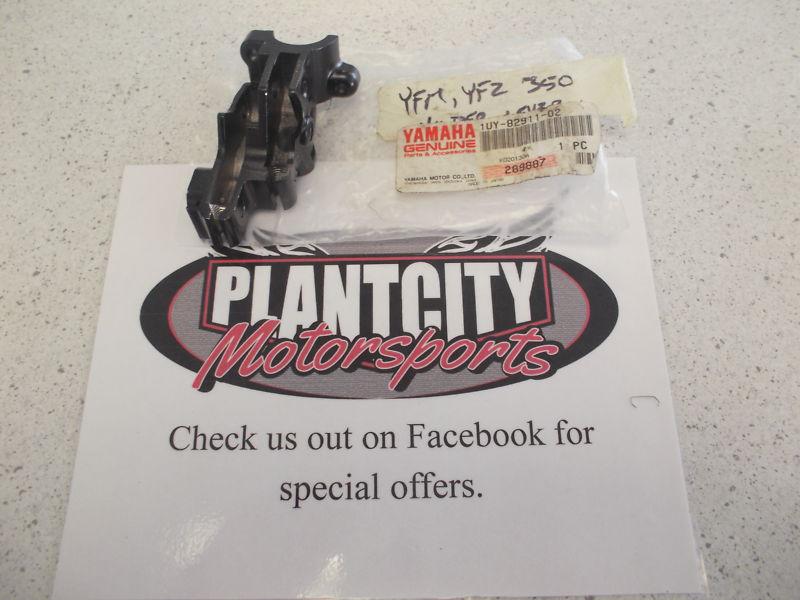 YFM, YFZ 350
YAMAHA
GENUINE
Parts & Accessories
1UY-82911-02
1 PC
289887
YAMAHA MOTOR CO., LTD.
PLANTCITY
Motorsports
Check us out on Facebook for
special offers.